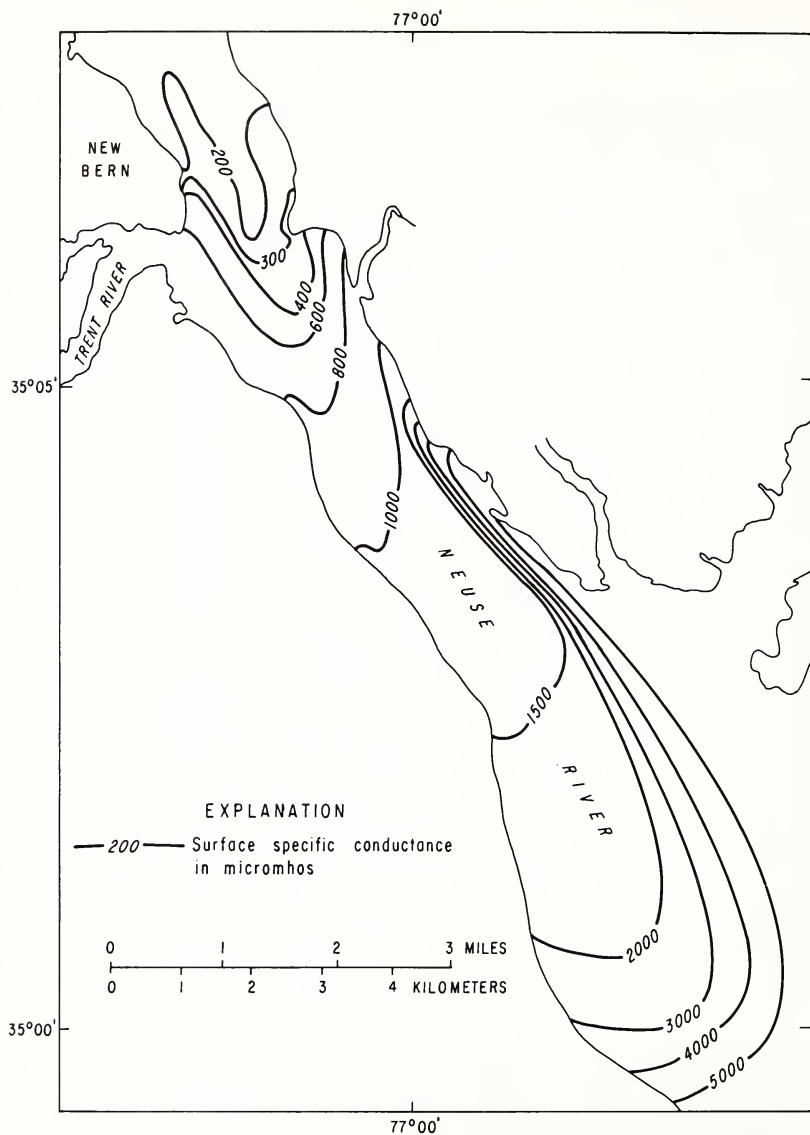 77°00'
NEW
BERN
200
300
TRENT RIVER
400
600
800
35°05'
1000
NEUSE
1500
RIVER
EXPLANATION
200 Surface specific conductance
in micromhos
2000
0 1 2 3 MILES
0 1 2 3 4 KILOMETERS
3000
35°00'
4000
5000
77°00'